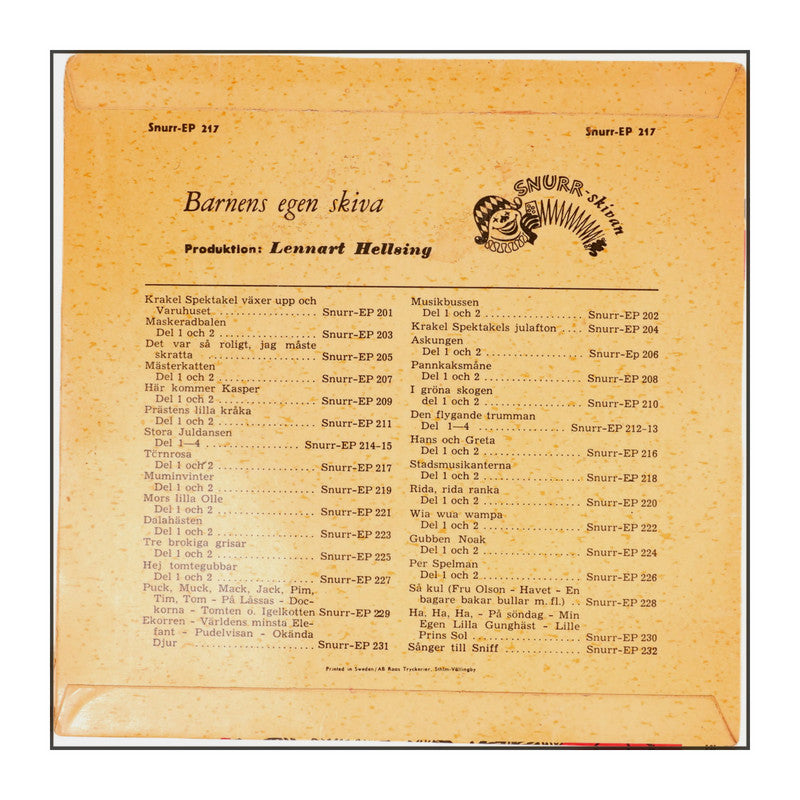 Snurr-EP 217
Snurr-EP 217
Barnens egen skiva
SNURR-skivan
Produktion: Lennart Hellsing
Krakel Spektakel växer upp och
Varuhuset .................... Snurr-EP 201
Maskeradbalen
Del 1 och 2 .................... Snurr-EP 203
Det var så roligt, jag måste
skratta .................... Snurr-EP 205
Mästerkatten
Del 1 och 2 .................... Snurr-EP 207
Här kommer Kasper
Del 1 och 2 .................... Snurr-EP 209
Prästens lilla kråka
Del 1 och 2 .................... Snurr-EP 211
Stora Juldansen
Del 1—4 .................... Snurr-EP 214-15
Törnrosa
Del 1 och 2 .................... Snurr-EP 217
Muminvinter
Del 1 och 2 .................... Snurr-EP 219
Mors lilla Olle
Del 1 och 2 .................... Snurr-EP 221
Dalahästen
Del 1 och 2 .................... Snurr-EP 223
Tre brokiga grisar
Del 1 och 2 .................... Snurr-EP 225
Hej tomtegubbar
Del 1 och 2 .................... Snurr-EP 227
Puck, Muck, Mack, Jack, Pim,
Tim, Tom - På Låssas - Doc-
korna - Tomten o. Igelkotten Snurr-EP 229
Ekorren - Världens minsta Ele-
fant - Pudelvisan - Okända
Djur .................... Snurr-EP 231
Musikbussen
Del 1 och 2 .................... Snurr-EP 202
Krakel Spektakels julafton .... Snurr-EP 204
Askungen
Del 1 och 2 .................... Snurr-Ep 206
Pannkaksmåne
Del 1 och 2 .................... Snurr-EP 208
I gröna skogen
del 1 och 2 .................... Snurr-EP 210
Den flygande trumman
Del 1—4 .................... Snurr-EP 212-13
Hans och Greta
Del 1 och 2 .................... Snurr-EP 216
Stadsmusikanterna
Del 1 och 2 .................... Snurr-EP 218
Rida, rida ranka
Del 1 och 2 .................... Snurr-EP 220
Wia wua wampa
Del 1 och 2 .................... Snurr-EP 222
Gubben Noak
Del 1 och 2 .................... Snurr-EP 224
Per Spelman
Del 1 och 2 .................... Snurr-EP 226
Så kul (Fru Olson - Havet - En
bagare bakar bullar m. fl.) .. Snurr-EP 228
Ha, Ha, Ha, - På söndag - Min
Egen Lilla Gunghäst - Lille
Prins Sol .................... Snurr-EP 230
Sånger till Sniff .................... Snurr-EP 232
Printed in Sweden/AB Roos Tryckerier, Sthlm-Vällingby